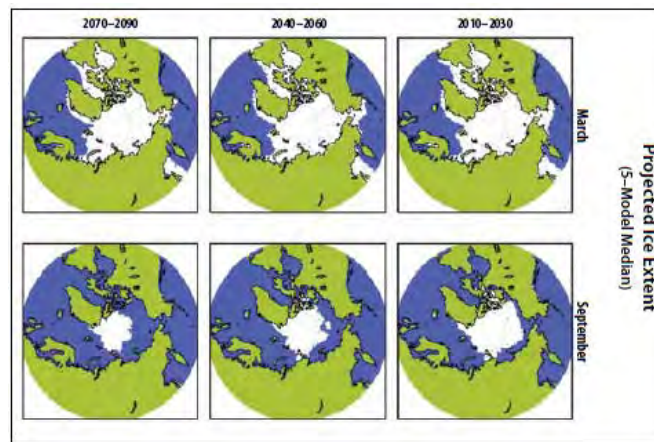 Projected Ice Extent
(5–Model Median)
2070–2090
2040–2060
2010–2030
March
September